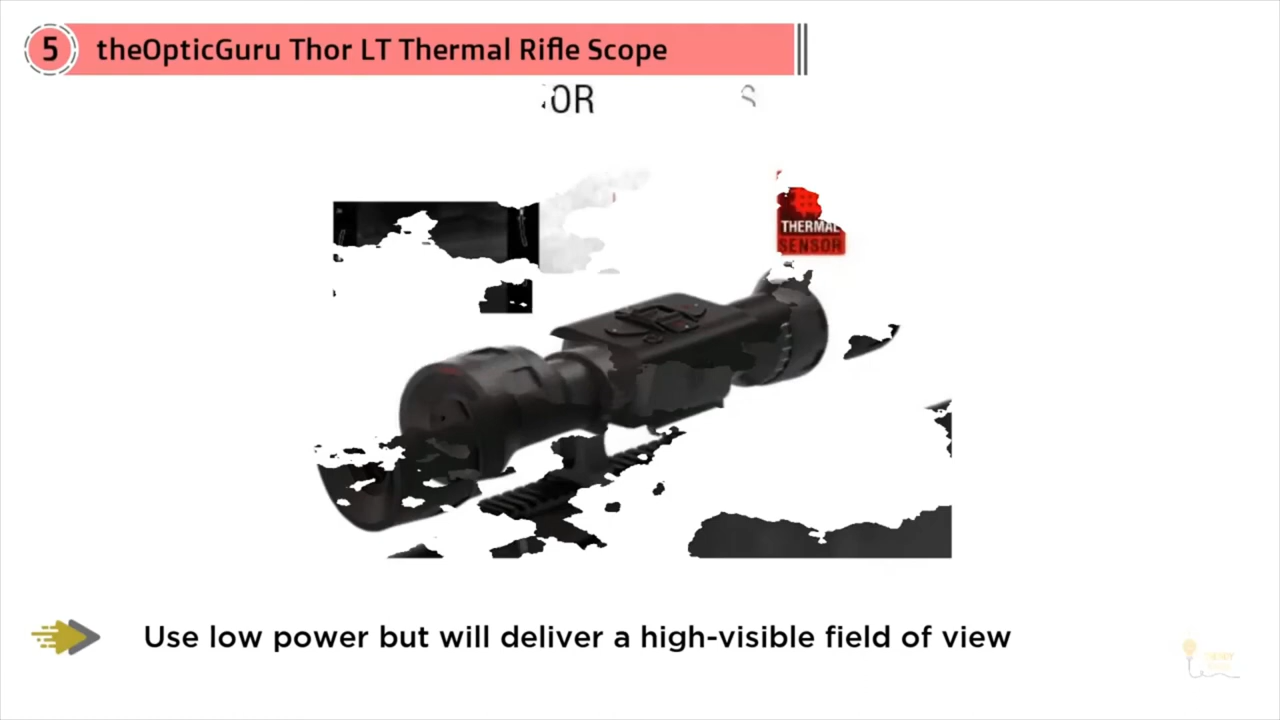 5 theOpticGuru Thor LT Thermal Rifle Scope
OR S
THERMAL
SENSOR
Use low power but will deliver a high-visible field of view